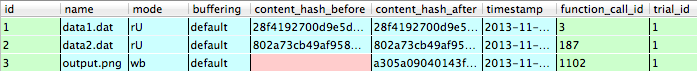 id name mode buffering content_hash_before content_hash_after timestamp function_call_id trial_id
1 data1.dat rU default 28f4192700d9e5d... 28f4192700d9e5... 2013-11-... 3 1
2 data2.dat rU default 802a73cb49af958... 802a73cb49af95... 2013-11-... 187 1
3 output.png wb default a305a09040143f... 2013-11-... 1102 1